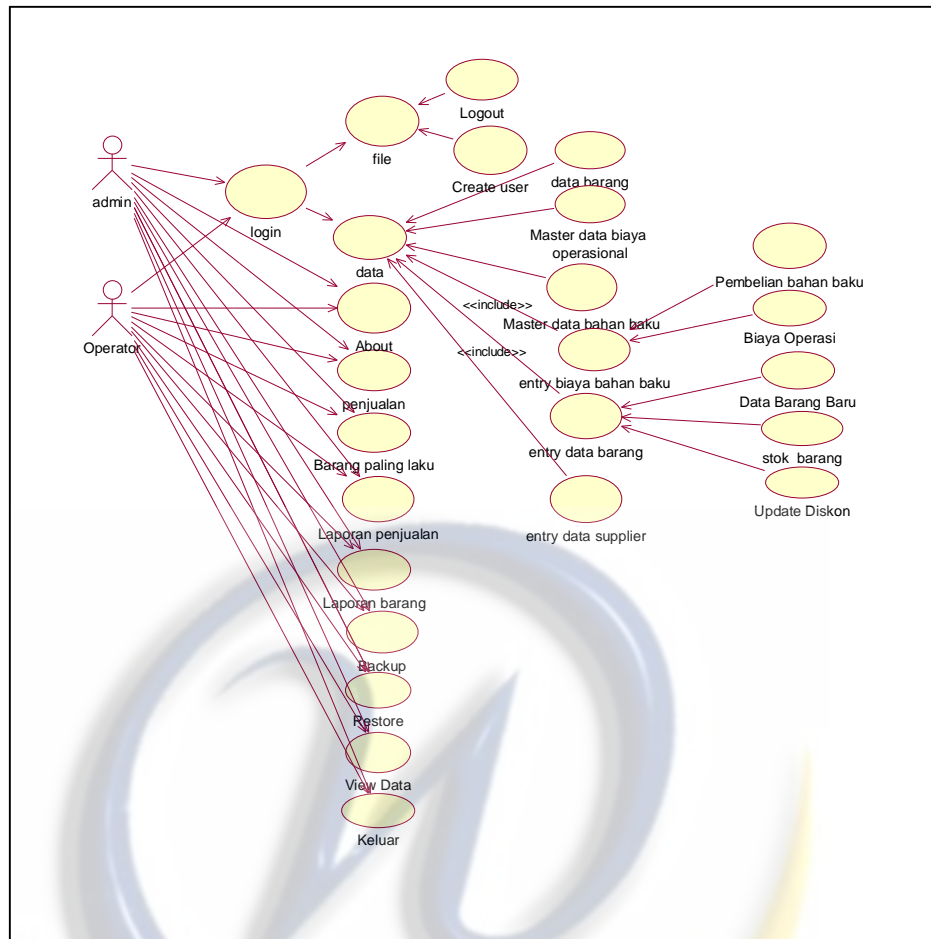 Logout
file
Create user
data barang
admin
login
Master data biaya
operasional
data
Pembelian bahan baku
<<include>>
Master data bahan baku
Operator
About
Biaya Operasi
<<include>>
entry biaya bahan baku
penjualan
Data Barang Baru
entry data barang
Barang paling laku
stok barang
Update Diskon
Laporan penjualan
entry data supplier
Laporan barang
Backup
Restore
View Data
Keluar